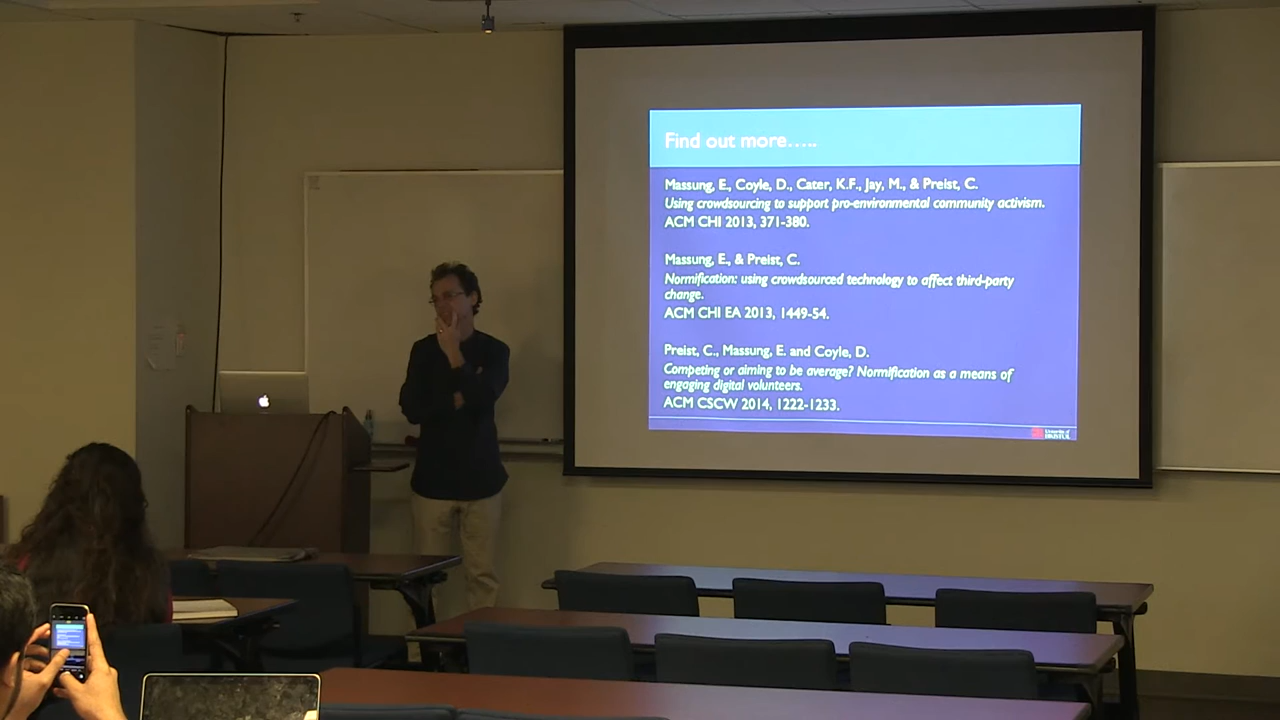 Find out more.....
Massung, E., Coyle, D., Cater, K.F., Jay, M., & Preist, C.
Using crowdsourcing to support pro-environmental community activism.
ACM CHI 2013, 371-380.
Massung, E., & Preist, C.
Normification: using crowdsourced technology to affect third-party
change.
ACM CHI EA 2013, 1449-54.
Preist, C., Massung, E. and Coyle, D.
Competing or aiming to be average? Normification as a means of
engaging digital volunteers.
ACM CSCW 2014, 1222-1233.
University of
BRISTOL